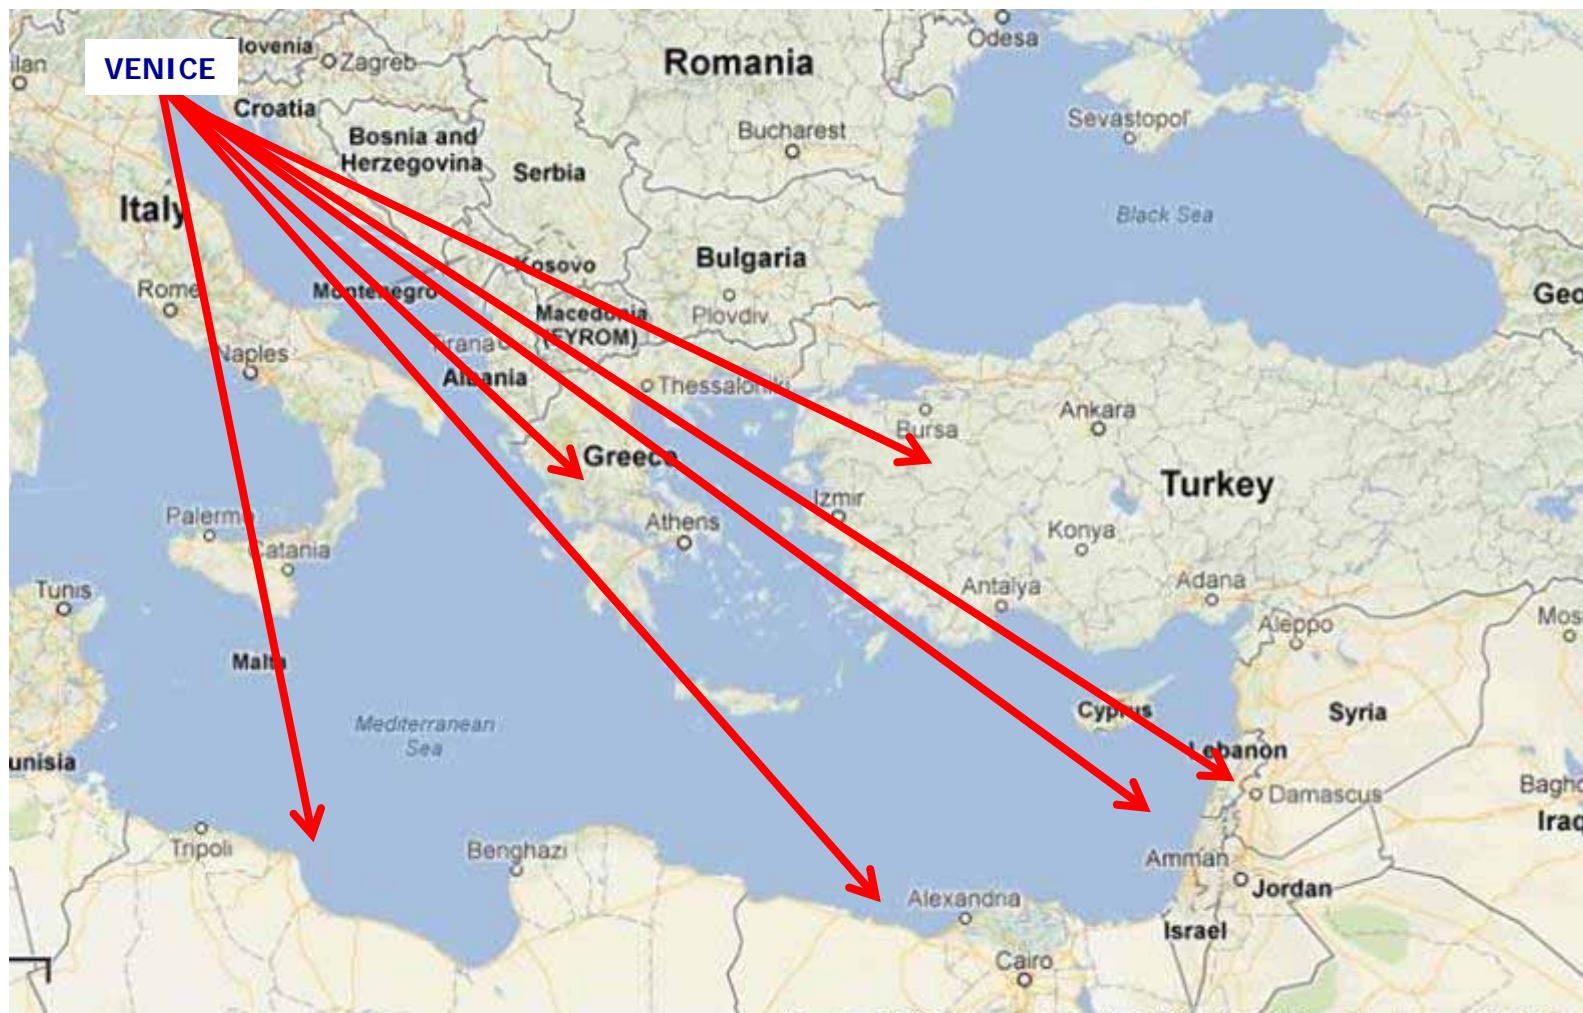 Odesa
ilan
VENICE
lovenia
Zagreb
Romania
Croatia
Bosnia and
Herzegovina
Serbia
Bucharest
Sevastopol'
Italy
Black Sea
Kosovo
Bulgaria
Rome
Montenegro
Macedonia
(FYROM)
Plovdiv
Geo
Naples
Tirana
Albania
Thessaloniki
Bursa
Ankara
Greece
Turkey
Izmir
Palermo
Athens
Konya
Catania
Tunis
Antalya
Adana
Aleppo
Mos
Malta
Mediterranean
Sea
Cyprus
Syria
unisia
Lebanon
Damascus
Bagho
Iraq
Tripoli
Benghazi
Amman
Jordan
Alexandria
Israel
Cairo